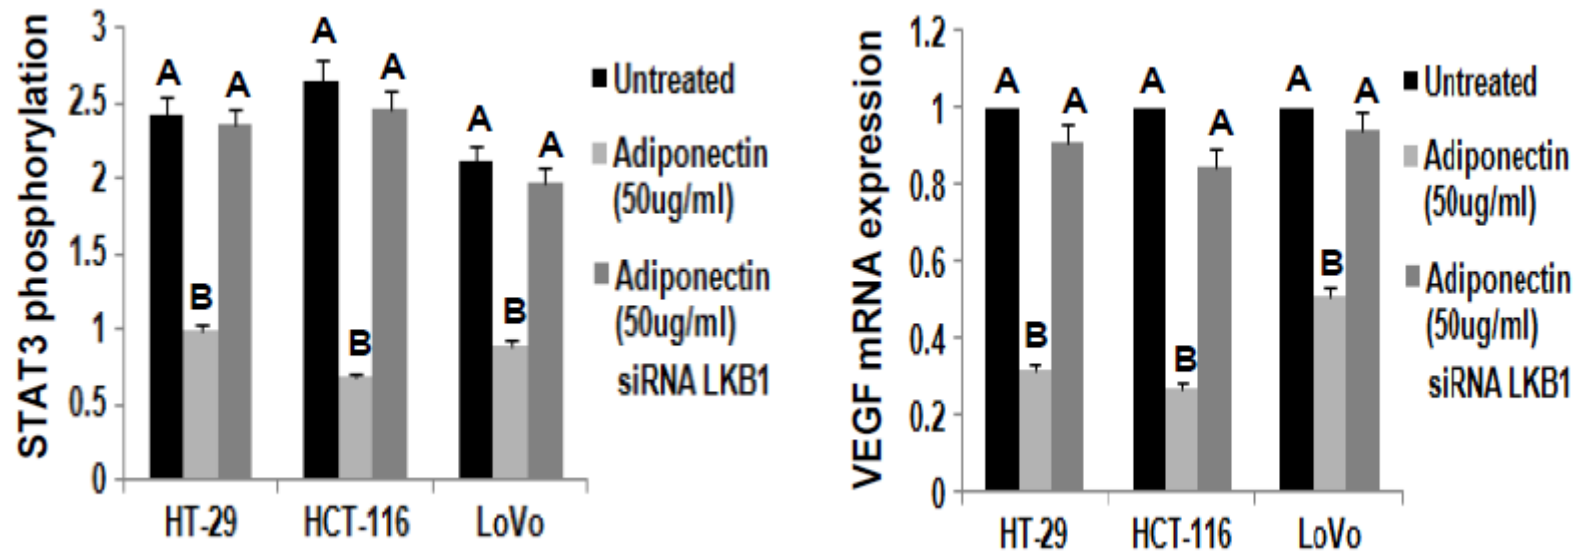 STAT3 phosphorylation
3
2.5
2
1.5
1
0.5
0
A
A
B
A
A
B
A
A
B
HT-29
HCT-116
LoVo
Untreated
Adiponectin
(50ug/ml)
Adiponectin
(50ug/ml)
siRNA LKB1
VEGF mRNA expression
1.2
1
0.8
0.6
0.4
0.2
0
A
A
B
A
A
B
A
A
B
HT-29
HCT-116
LoVo
Untreated
Adiponectin
(50ug/ml)
Adiponectin
(50ug/ml)
siRNA LKB1